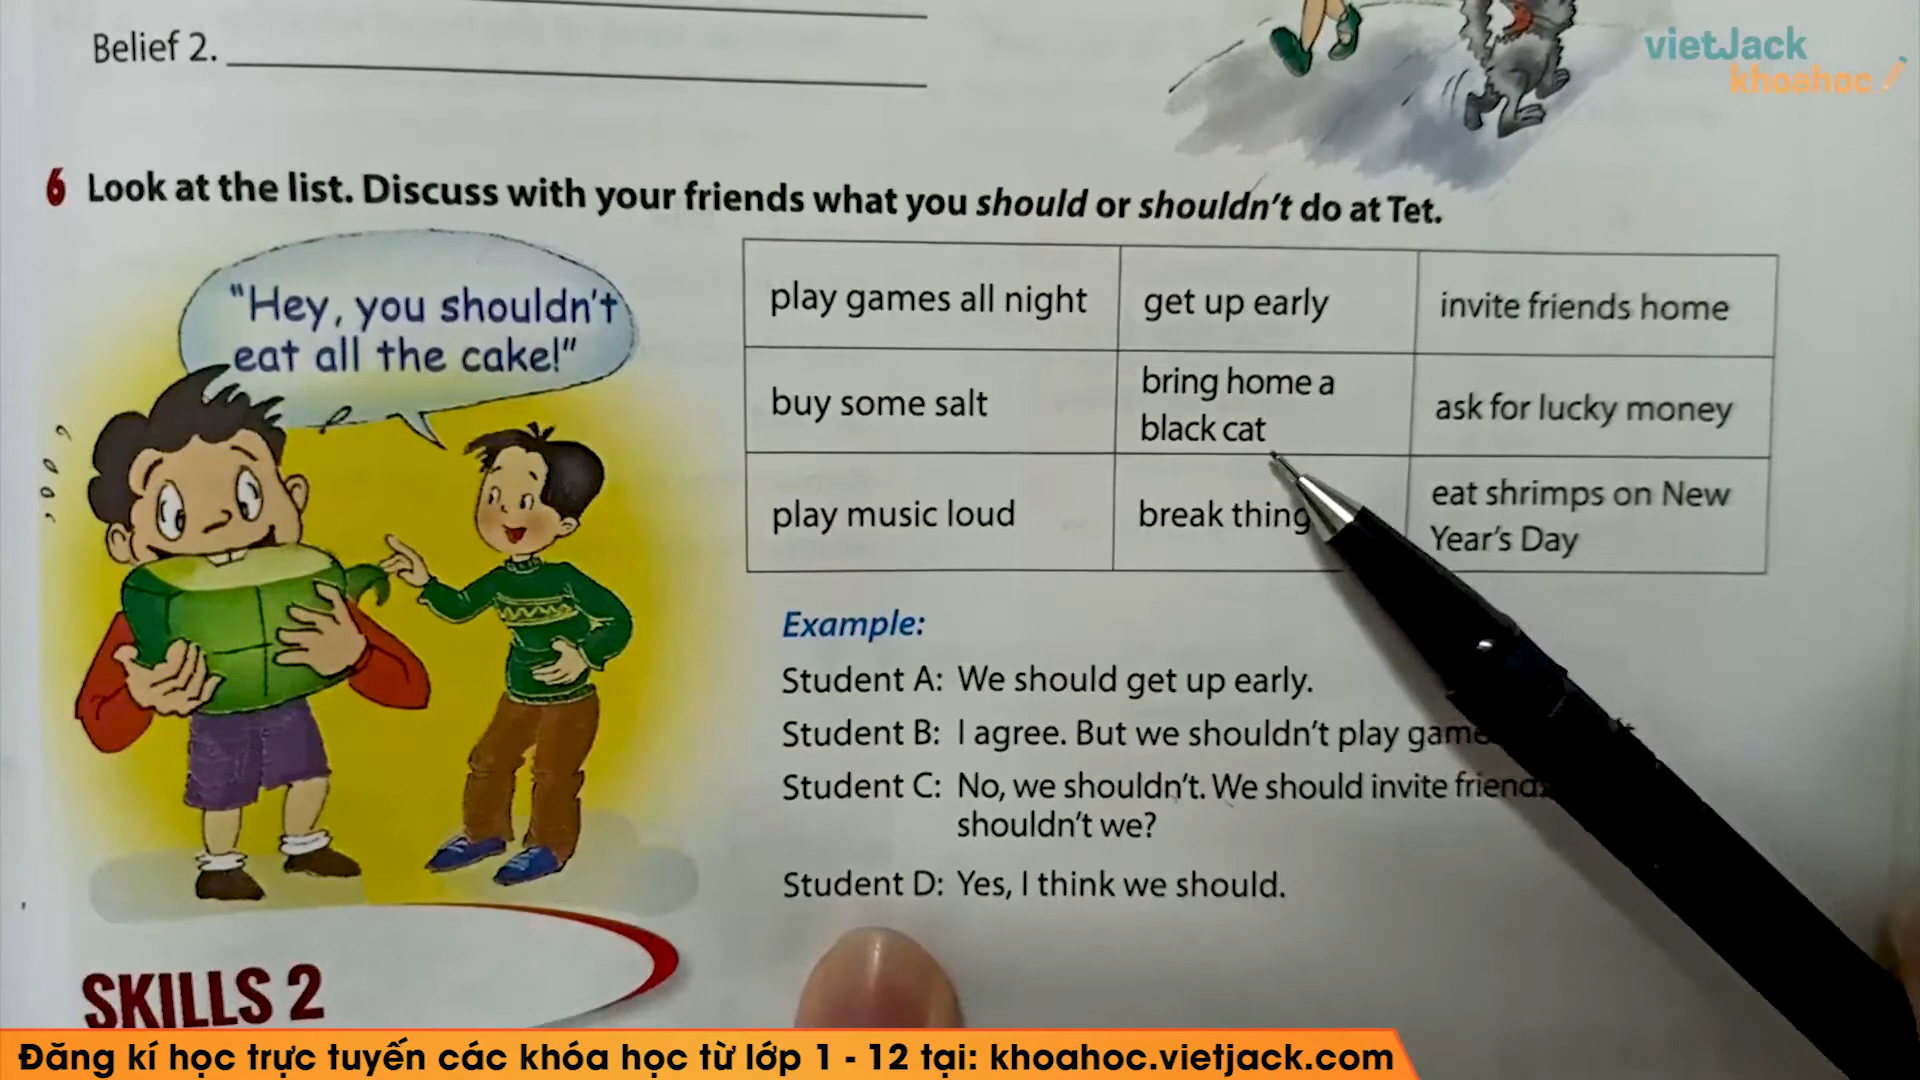 Belief 2.
vietJack
khoahoc
6 Look at the list. Discuss with your friends what you should or shouldn't do at Tet.
"Hey, you shouldn't
eat all the cake!"
play games all night
get up early
invite friends home
buy some salt
bring home a
black cat
ask for lucky money
play music loud
break thing
eat shrimps on New
Year's Day
Example:
Student A: We should get up early.
Student B: I agree. But we shouldn't play
Student C: No, we shouldn't. We should invite
shouldn't we?
Student D: Yes, I think we should.
SKILLS 2
Đăng kí học trực tuyến các khóa học từ lớp 1 - 12 tại: khoahoc.vietjack.com